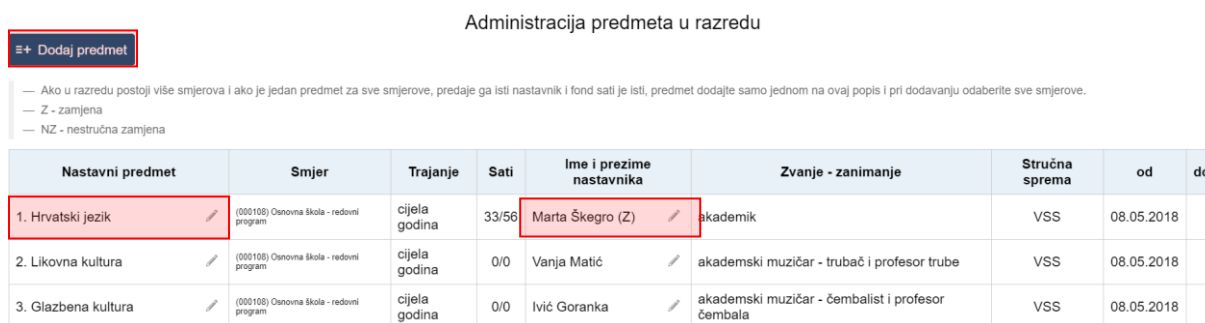 Administracija predmeta u razredu
Dodaj predmet
— Ako u razredu postoji više smjerova i ako je jedan predmet za sve smjerove, predaje ga isti nastavnik i fond sati je isti, predmet dodajte samo jednom na ovaj popis i pri dodavanju odaberite sve smjerove.
— Z - zamjena
— NZ - nestručna zamjena
Nastavni predmet Smjer Trajanje Sati Ime i prezime nastavnika Zvanje - zanimanje Stručna sprema od do
1. Hrvatski jezik (000108) Osnovna škola - redovni program cijela godina 33/56 Marta Škegro (Z) akademik VSS 08.05.2018
2. Likovna kultura (000108) Osnovna škola - redovni program cijela godina 0/0 Vanja Matić akademski muzičar - trubač i profesor trube VSS 08.05.2018
3. Glazbena kultura (000108) Osnovna škola - redovni program cijela godina 0/0 Ivić Goranka akademski muzičar - čembalist i profesor čembala VSS 08.05.2018